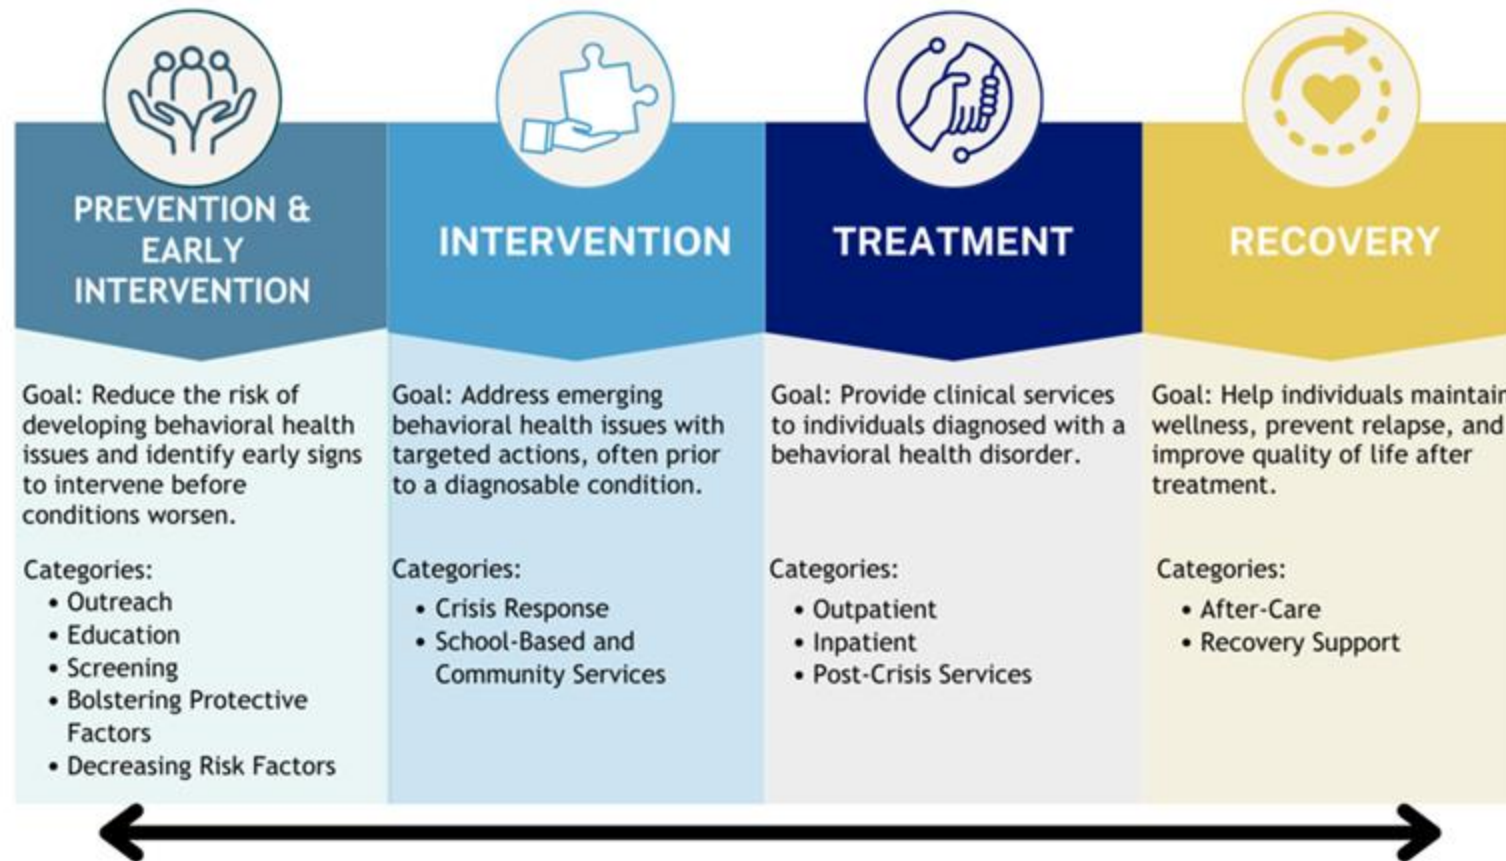 PREVENTION &
EARLY
INTERVENTION
Goal: Reduce the risk of
developing behavioral health
issues and identify early signs
to intervene before
conditions worsen.
Categories:
• Outreach
• Education
• Screening
• Bolstering Protective
Factors
• Decreasing Risk Factors
INTERVENTION
Goal: Address emerging
behavioral health issues with
targeted actions, often prior
to a diagnosable condition.
Categories:
• Crisis Response
• School-Based and
Community Services
TREATMENT
Goal: Provide clinical services
to individuals diagnosed with a
behavioral health disorder.
Categories:
• Outpatient
• Inpatient
• Post-Crisis Services
RECOVERY
Goal: Help individuals maintain
wellness, prevent relapse, and
improve quality of life after
treatment.
Categories:
• After-Care
• Recovery Support